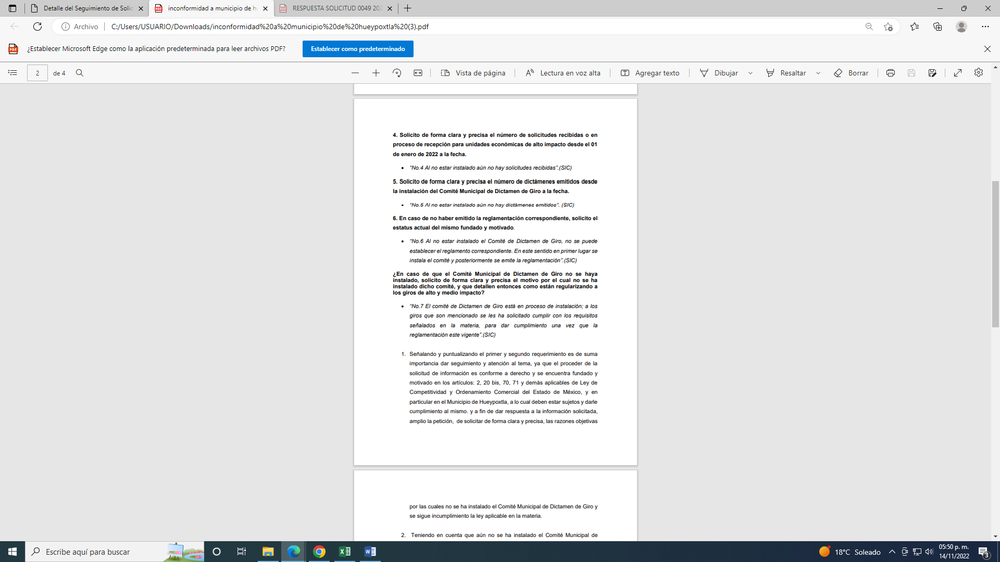 Detalle del Seguimiento de Solic
inconformidad a municipio de hu
RESPUESTA SOLICITUD 0049 202
Archivo
C:/Users/USUARIO/Downloads/inconformidad%20a%20municipio%20de%20hueypoxtla%20(3).pdf
¿Establecer Microsoft Edge como la aplicación predeterminada para leer archivos PDF?
Establecer como predeterminado
2 de 4
Vista de página
Lectura en voz alta
Agregar texto
Dibujar
Resaltar
Borrar
4. Solicito de forma clara y precisa el número de solicitudes recibidas o en
proceso de recepción para unidades económicas de alto impacto desde el 01
de enero de 2022 a la fecha.
• “No.4 Al no estar instalado aún no hay solicitudes recibidas”.(SIC)
5. Solicito de forma clara y precisa el número de dictámenes emitidos desde
la instalación del Comité Municipal de Dictamen de Giro a la fecha.
• “No.5 Al no estar instalado aún no hay dictámenes emitidos”. (SIC)
6. En caso de no haber emitido la reglamentación correspondiente, solicito el
estatus actual del mismo fundado y motivado.
• “No.6 Al no estar instalado el Comité de Dictamen de Giro, no se puede
establecer el reglamento correspondiente. En este sentido en primer lugar se
instala el comité y posteriormente se emite la reglamentación”.(SIC)
¿En caso de que el Comité Municipal de Dictamen de Giro no se haya
instalado, solicito de forma clara y precisa el motivo por el cual no se ha
instalado dicho comité, y que detallen entonces como están regularizando a
los giros de alto y medio impacto?
• “No.7 El comité de Dictamen de Giro está en proceso de instalación; a los
giros que son mencionado se les ha solicitado cumplir con los requisitos
señalados en la materia, para dar cumplimiento una vez que la
reglamentación este vigente”.(SIC)
1. Señalando y puntualizando el primer y segundo requerimiento es de suma
importancia dar seguimiento y atención al tema, ya que el proceder de la
solicitud de información es conforme a derecho y se encuentra fundado y
motivado en los artículos: 2, 20 bis, 70, 71 y demás aplicables de Ley de
Competitividad y Ordenamiento Comercial del Estado de México, y en
particular en el Municipio de Hueypoxtla, a lo cual deben estar sujetos y darle
cumplimiento al mismo. y a fin de dar respuesta a la información solicitada,
amplio la petición, de solicitar de forma clara y precisa, las razones objetivas
por las cuales no se ha instalado el Comité Municipal de Dictamen de Giro y
se sigue incumplimiento la ley aplicable en la materia.
2. Teniendo en cuenta que aún no se ha instalado el Comité Municipal de
Escribe aquí para buscar
18°C Soleado
05:50 p. m.
14/11/2022
3